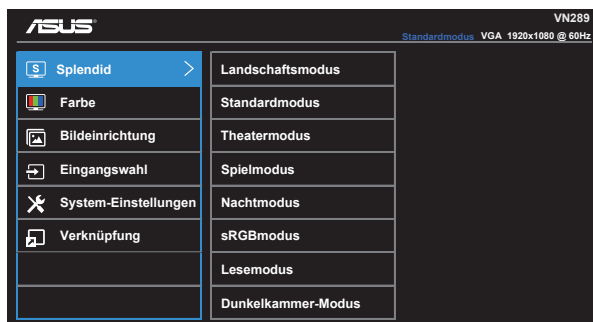 ASUS
VN289
Standardmodus VGA 1920x1080 @ 60Hz
S Splendid
Farbe
Bildeinrichtung
Eingangswahl
System-Einstellungen
Verknüpfung
Landschaftsmodus
Standardmodus
Theatermodus
Spielmodus
Nachtmodus
sRGBmodus
Lesemodus
Dunkelkammer-Modus